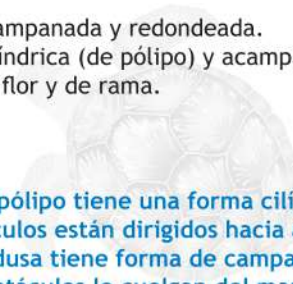 ampanada y redondeada.
índrica (de pólipo) y acamp
flor y de rama.
pólipo tiene una forma cilí
culos están dirigidos hacia a
dusa tiene forma de campa